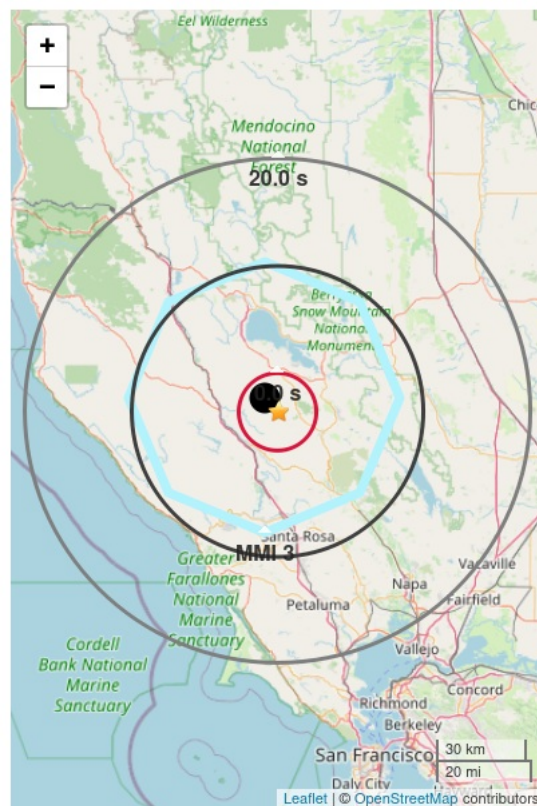 Eel Wilderness
+
−
Chic
Mendocino
National
Forest
20.0 s
Berryessa
Snow Mountain
National
Monument
0.0 s
Santa Rosa
MMI 3
Greater
Farallones
National
Marine
Sanctuary
Vacaville
Napa
Fairfield
Petaluma
Cordell
Bank National
Marine
Sanctuary
Vallejo
Concord
Richmond
Berkeley
San Francisco
Daly City
30 km
20 mi
Leaflet | © OpenStreetMap contributors